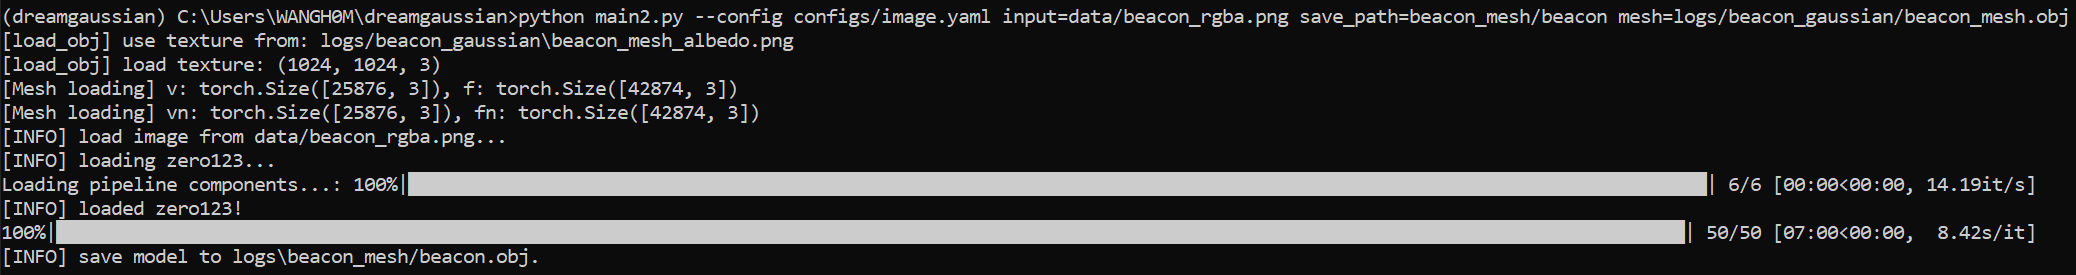 (dreamgaussian) C:\Users\WANGH0M\dreamgaussian>python main2.py --config configs/image.yaml input=data/beacon_rgba.png save_path=beacon_mesh/beacon mesh=logs/beacon_gaussian/beacon_mesh.obj
[load_obj] use texture from: logs/beacon_gaussian\beacon_mesh_albedo.png
[load_obj] load texture: (1024, 1024, 3)
[Mesh loading] v: torch.Size([25876, 3]), f: torch.Size([42874, 3])
[Mesh loading] vn: torch.Size([25876, 3]), fn: torch.Size([42874, 3])
[INFO] load image from data/beacon_rgba.png...
[INFO] loading zero123...
Loading pipeline components...: 100%|██████████| 6/6 [00:00<00:00, 14.19it/s]
[INFO] loaded zero123!
100%|██████████| 50/50 [07:00<00:00,  8.42s/it]
[INFO] save model to logs\beacon_mesh/beacon.obj.